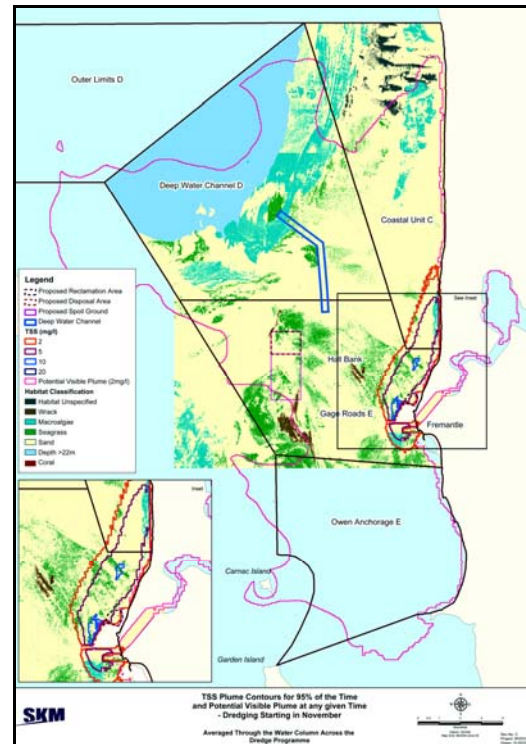 Outer Limits D
Deep Water Channel D
Coastal Unit C
Legend
Proposed Reclamation Area
Proposed Disposal Area
Proposed Spoil Ground
Deep Water Channel
TSS (mg/l)
2
5
10
20
Potential Visible Plume (2mg/l)
Habitat Classification
Habitat Unspecified
Wrack
Macroalgae
Seagrass
Sand
Depth >22m
Reef
See Inset
Hall Bank
Gage Roads E
Fremantle
Inset
Owen Anchorage E
Carnac Island
Garden Island
SKM
TSS Plume Contours for 95% of the Time
and Potential Visible Plume at any given Time
- Dredging Starting in November
Averaged Through the Water Column Across the
Dredge Programme